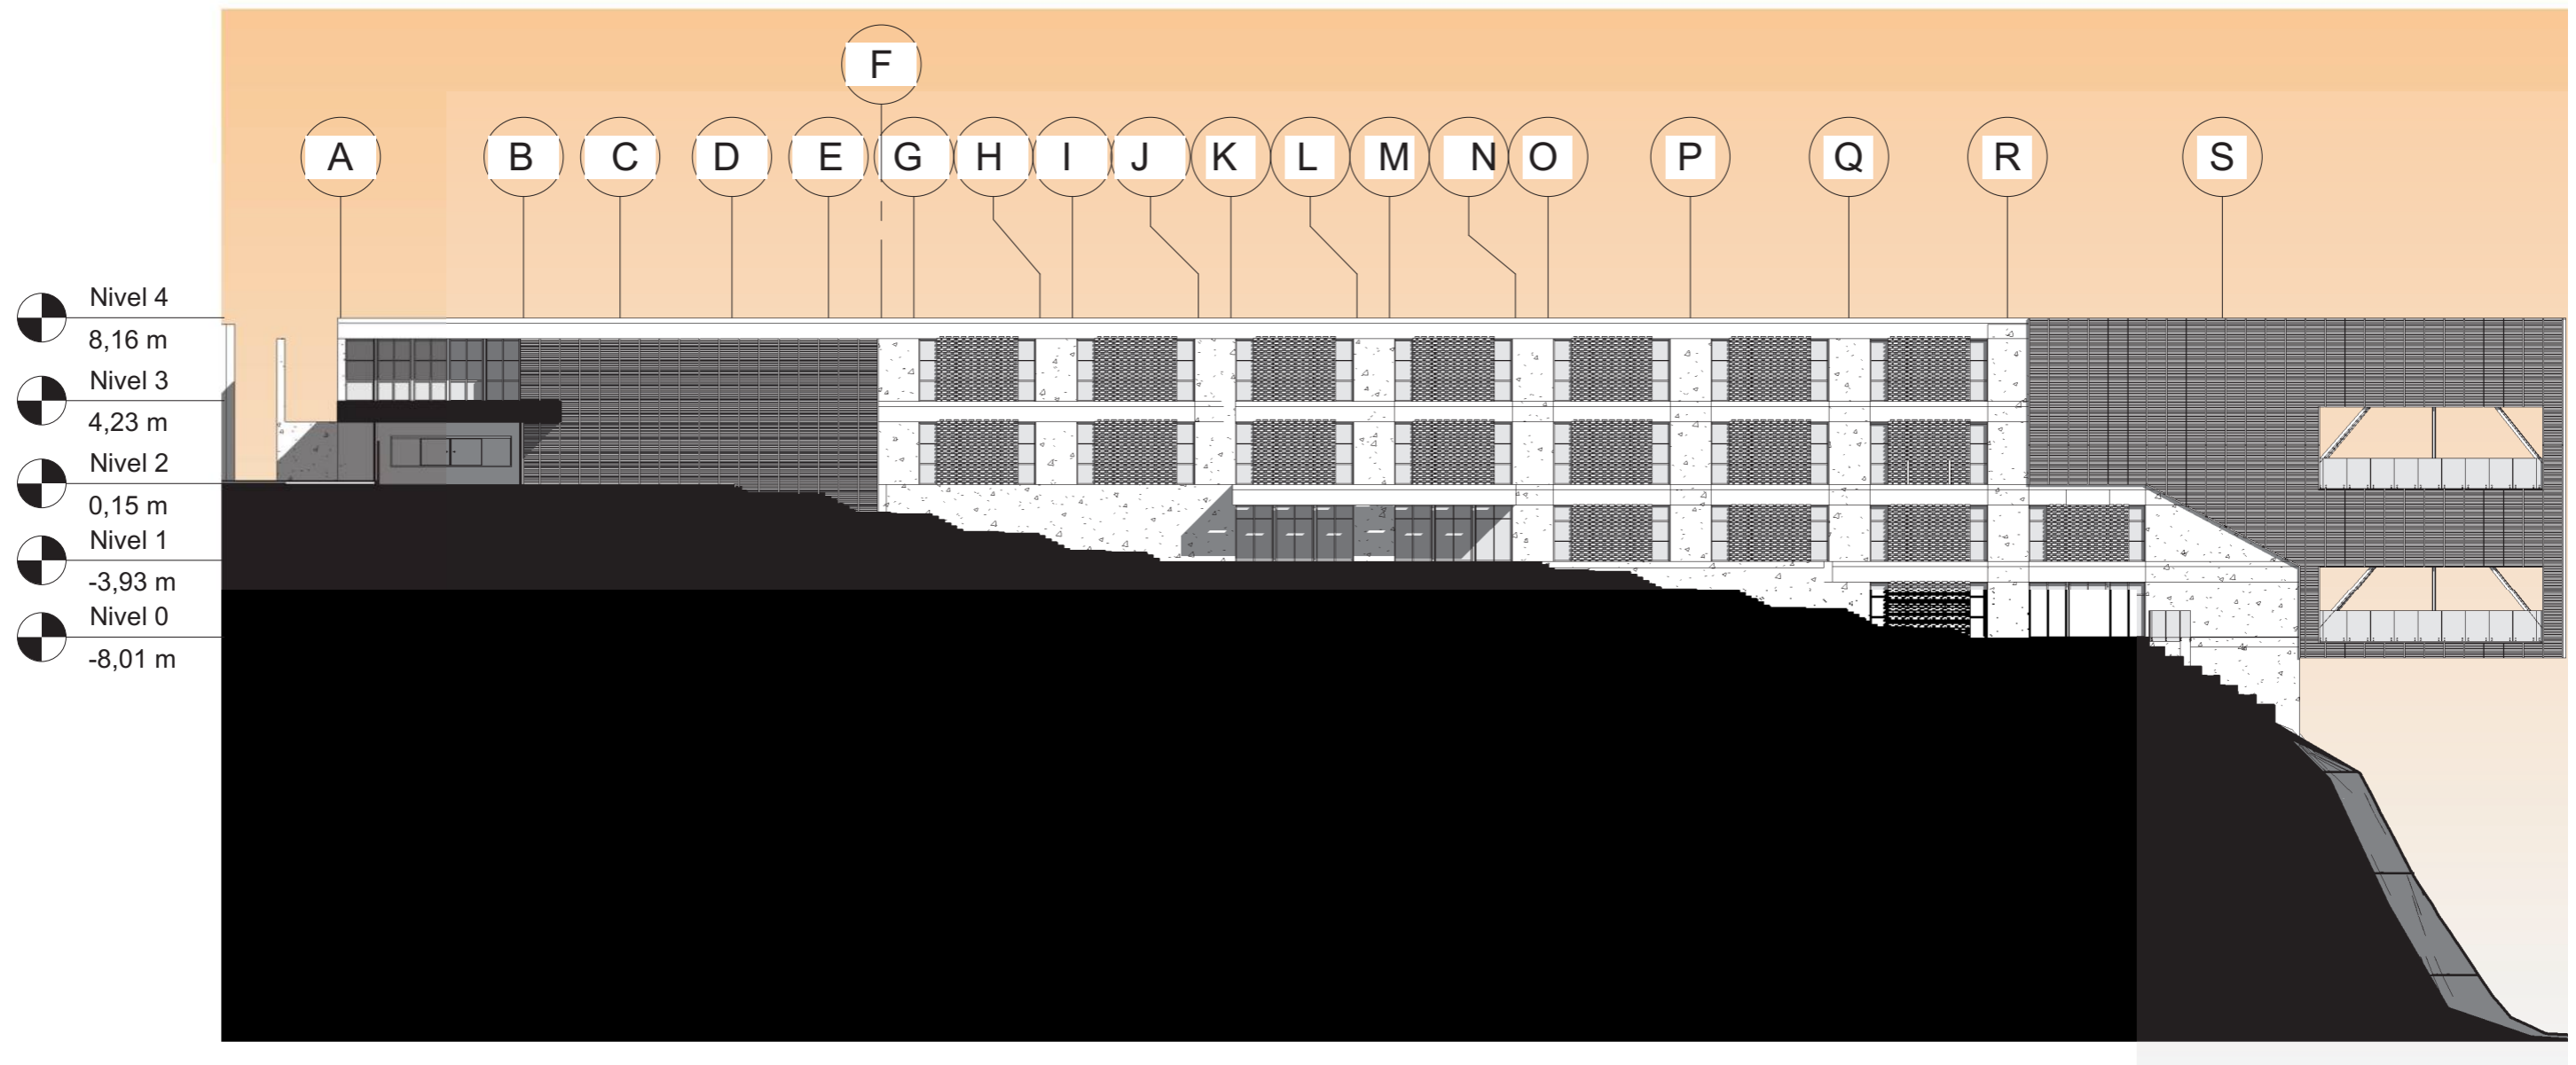 F
A B C D E G H I J K L M N O P Q R S
Nivel 4
8,16 m
Nivel 3
4,23 m
Nivel 2
0,15 m
Nivel 1
-3,93 m
Nivel 0
-8,01 m